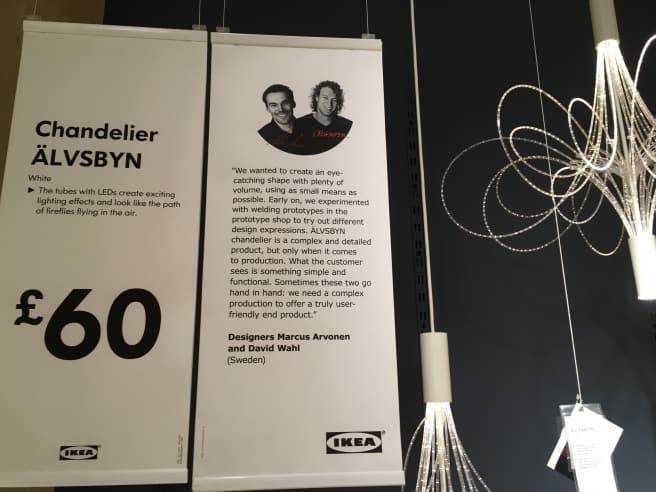 Chandelier
ÄLVSBYN
White
► The tubes with LEDs create exciting
lighting effects and look like the path
of fireflies flying in the air.
£60
IKEA®
"We wanted to create an eye-
catching shape with plenty of
volume, using as small means as
possible. Early on, we experimented
with welding prototypes in the
prototype shop to try out different
design expressions. ÄLVSBYN
chandelier is a complex and detailed
product, but only when it comes
to production. What the customer
sees is something simple and
functional. Sometimes these two go
hand in hand: we need a complex
production to offer a truly user-
friendly end product."
Designers Marcus Arvonen
and David Wahl
(Sweden)
IKEA®
ÄLVSBYN